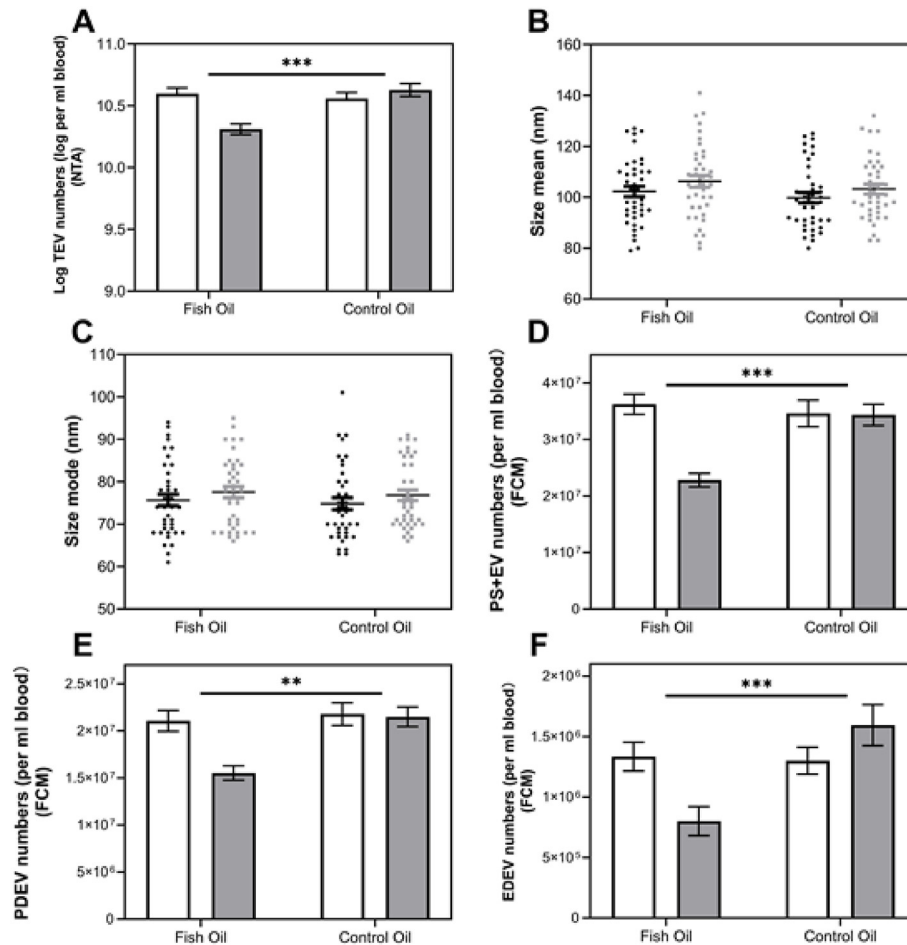 A
Log TEV numbers (log per ml blood)
(NTA)
11.0
10.5
10.0
9.5
9.0
***
Fish Oil
Control Oil
B
Size mean (nm)
160
140
120
100
80
60
Fish Oil
Control Oil
C
Size mode (nm)
110
100
90
80
70
60
50
Fish Oil
Control Oil
D
PS+EV numbers (per ml blood)
(FCM)
4×10⁷
3×10⁷
2×10⁷
1×10⁷
0
***
Fish Oil
Control Oil
E
PDEV numbers (per ml blood)
(FCM)
2.5×10⁷
2×10⁷
1.5×10⁷
1×10⁷
5×10⁶
0
**
Fish Oil
Control Oil
F
EDEV numbers (per ml blood)
(FCM)
2×10⁶
1.5×10⁶
1×10⁶
5×10⁵
0
***
Fish Oil
Control Oil